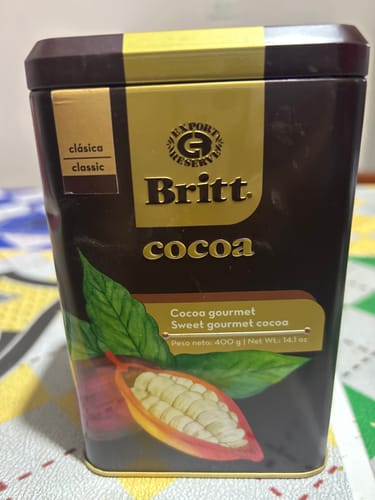 EXPORT
G
RESERVE
clásica
classic
Britt
cocoa
Cocoa gourmet
Sweet gourmet cocoa
Peso neto: 400 g | Net Wt.: 14.1 oz